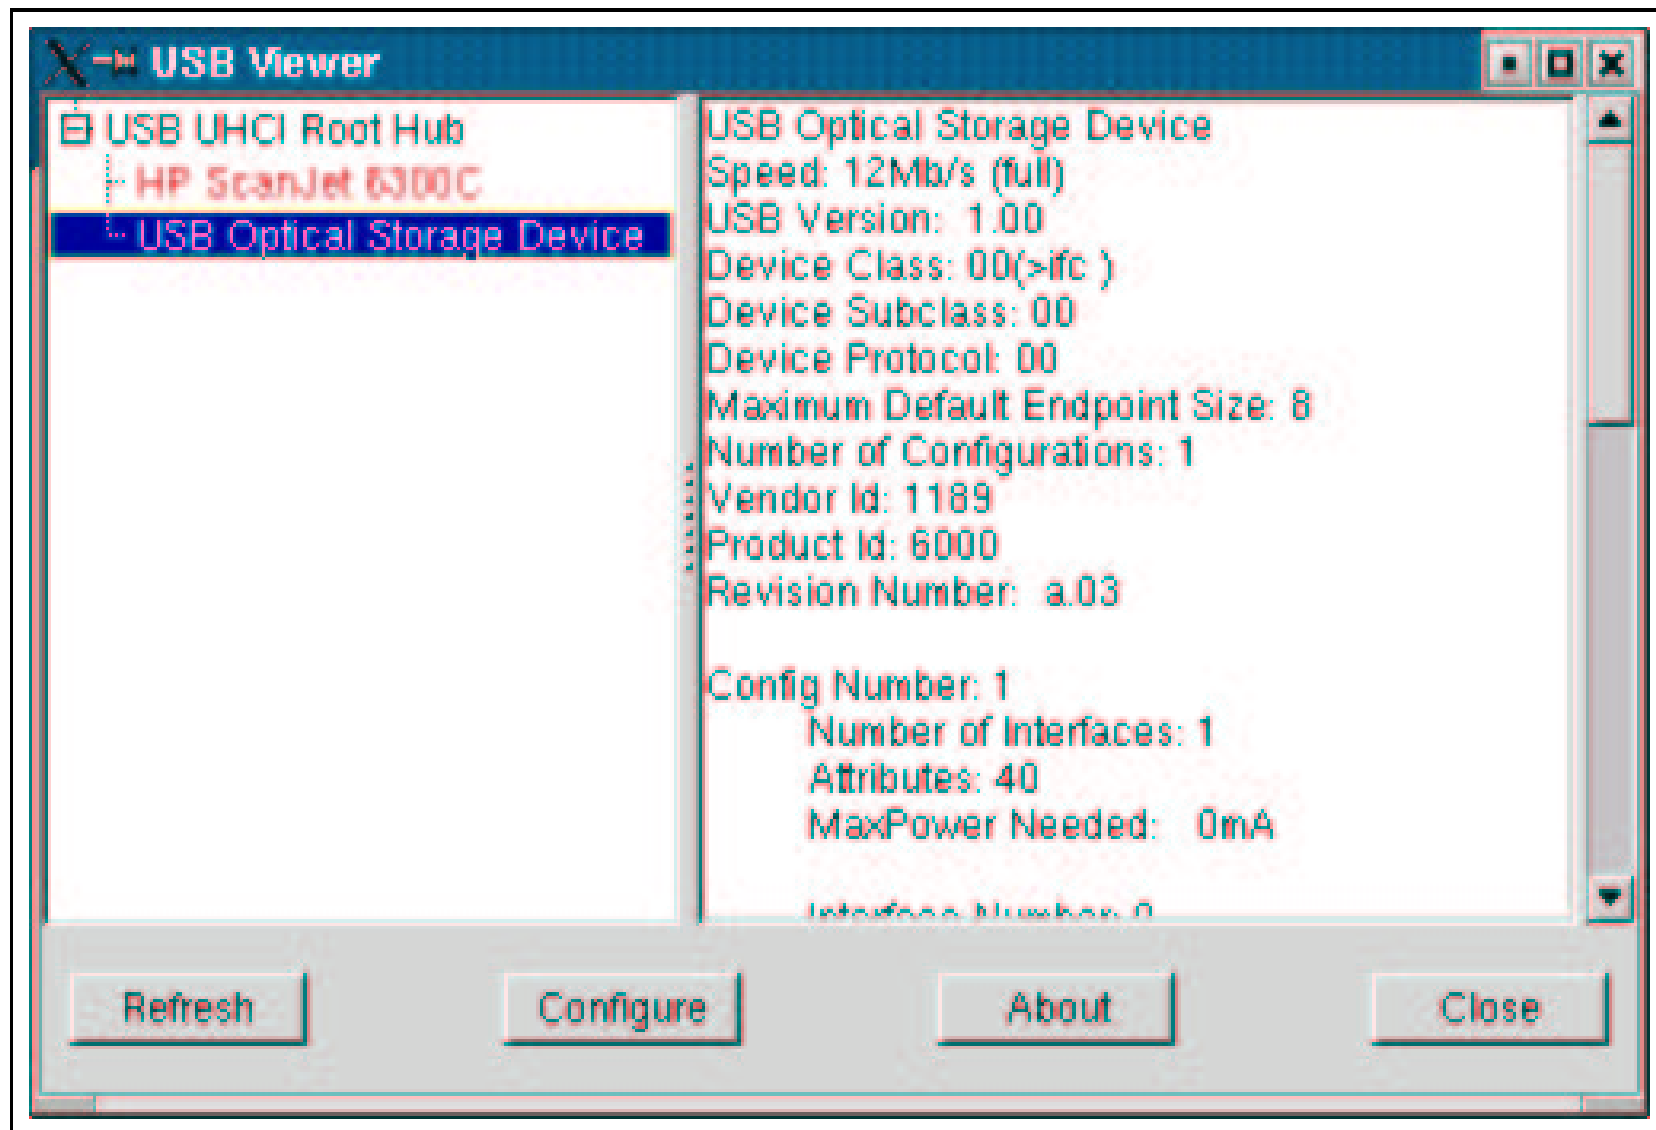 USB Viewer
USB UHCI Root Hub
HP ScanJet 6300C
USB Optical Storage Device
USB Optical Storage Device
Speed: 12Mb/s (full)
USB Version:  1.00
Device Class: 00(>ifc )
Device Subclass: 00
Device Protocol: 00
Maximum Default Endpoint Size: 8
Number of Configurations: 1
Vendor Id: 1189
Product Id: 6000
Revision Number:  a.03
Config Number: 1
Number of Interfaces: 1
Attributes: 40
MaxPower Needed:   0mA
Interface Number: 0
Refresh
Configure
About
Close